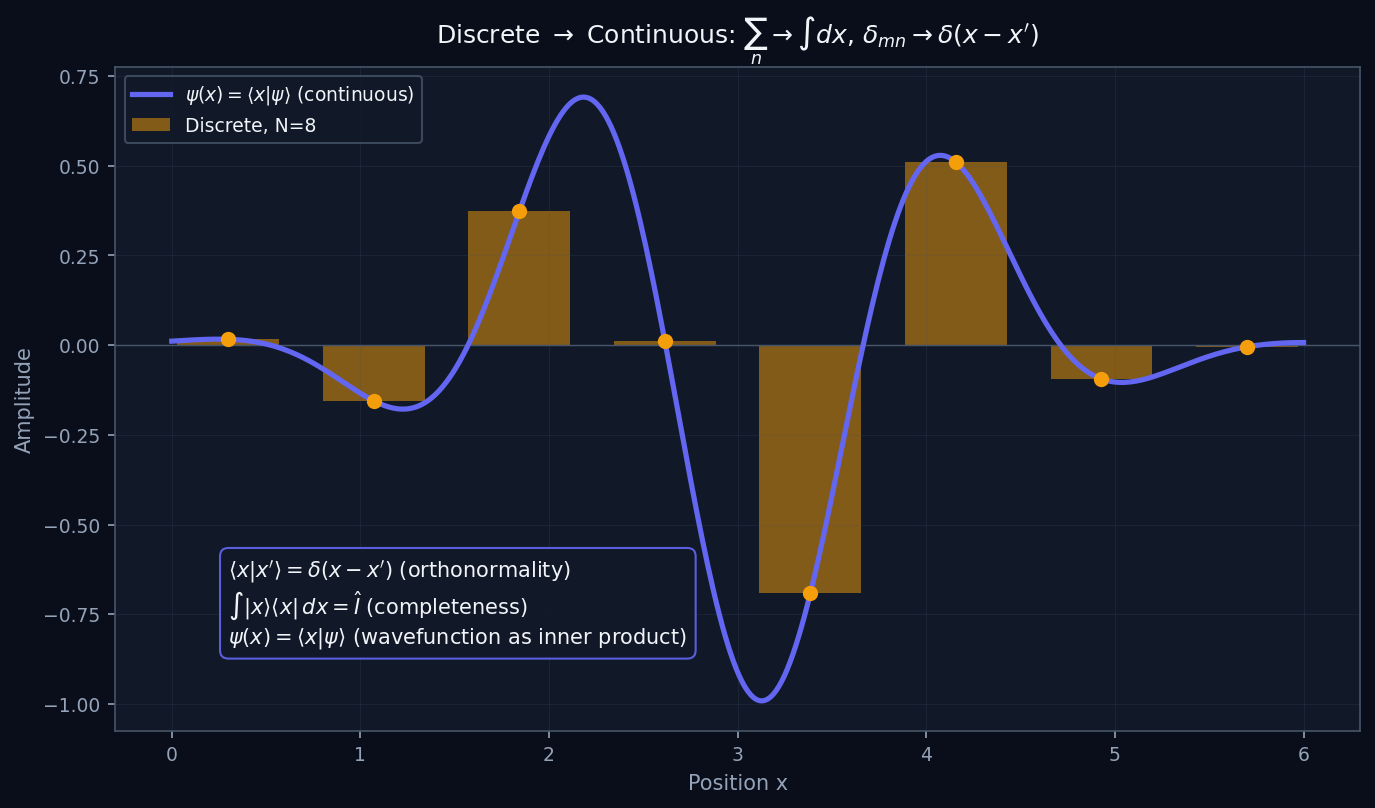 Discrete → Continuous: ∑ₙ → ∫dx, δₘₙ → δ(x − x′)
ψ(x) = ⟨x|ψ⟩ (continuous)
Discrete, N=8
0.75
0.50
0.25
0.00
−0.25
−0.50
−0.75
−1.00
Amplitude
⟨x|x′⟩ = δ(x − x′) (orthonormality)
∫|x⟩⟨x| dx = Î (completeness)
ψ(x) = ⟨x|ψ⟩ (wavefunction as inner product)
0 1 2 3 4 5 6
Position x